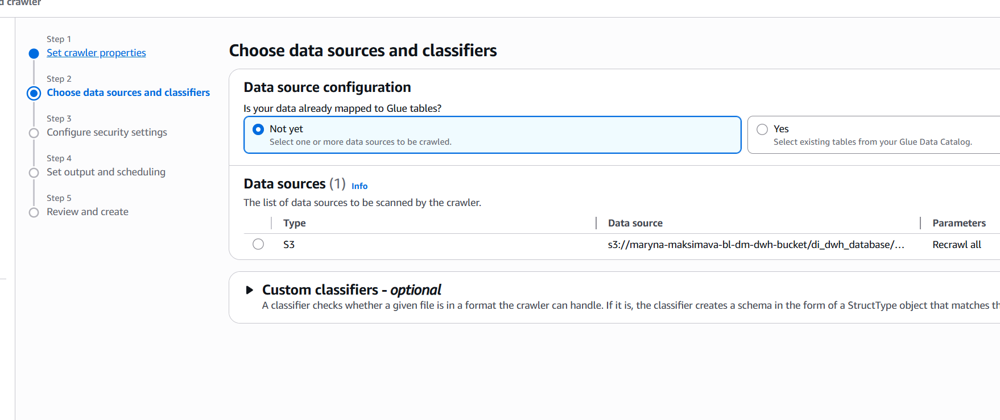 d crawler
Step 1
Set crawler properties
Step 2
Choose data sources and classifiers
Step 3
Configure security settings
Step 4
Set output and scheduling
Step 5
Review and create
Choose data sources and classifiers
Data source configuration
Is your data already mapped to Glue tables?
Not yet
Select one or more data sources to be crawled.
Yes
Select existing tables from your Glue Data Catalog.
Data sources (1) Info
The list of data sources to be scanned by the crawler.
Type Data source Parameters
S3 s3://maryna-maksimava-bl-dm-dwh-bucket/di_dwh_database/... Recrawl all
Custom classifiers - optional
A classifier checks whether a given file is in a format the crawler can handle. If it is, the classifier creates a schema in the form of a StructType object that matches th